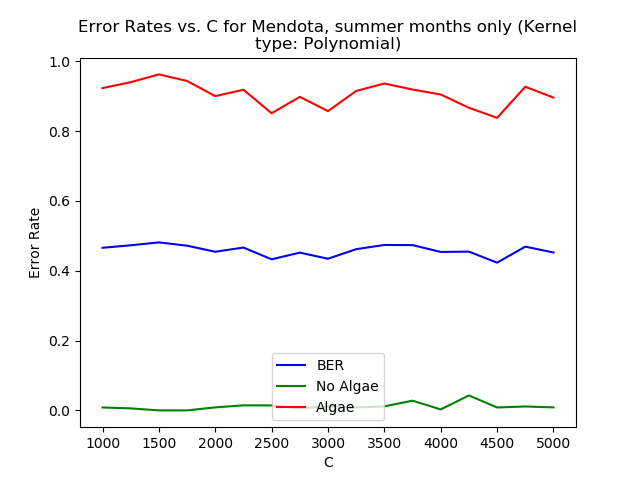 Error Rates vs. C for Mendota, summer months only (Kernel
type: Polynomial)
1.0
0.8
0.6
0.4
0.2
0.0
Error Rate
BER
No Algae
Algae
1000 1500 2000 2500 3000 3500 4000 4500 5000
C